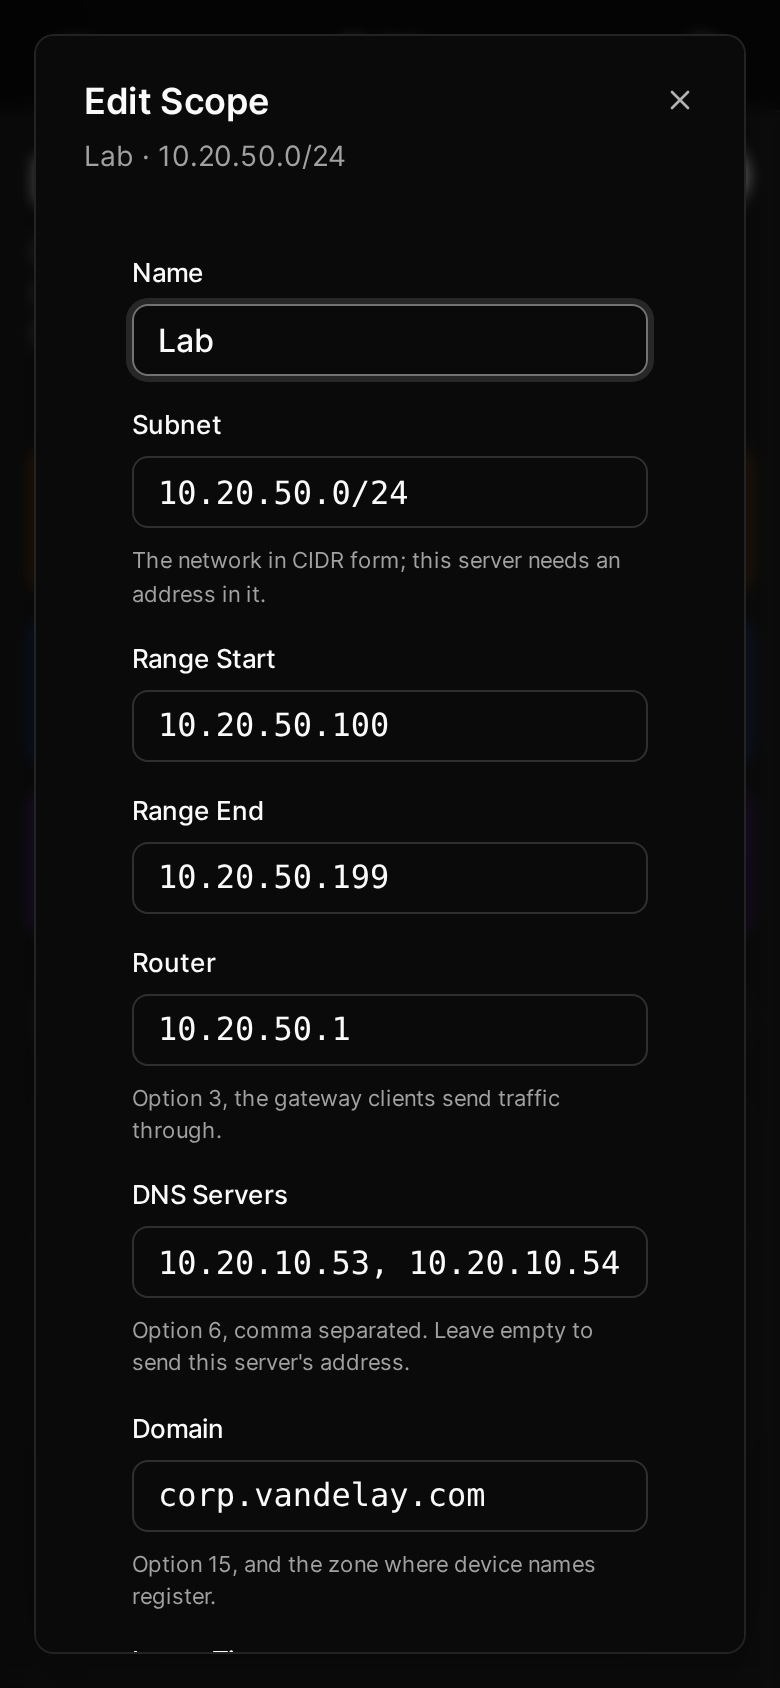 Edit Scope
Lab · 10.20.50.0/24
Name
Lab
Subnet
10.20.50.0/24
The network in CIDR form; this server needs an
address in it.
Range Start
10.20.50.100
Range End
10.20.50.199
Router
10.20.50.1
Option 3, the gateway clients send traffic
through.
DNS Servers
10.20.10.53, 10.20.10.54
Option 6, comma separated. Leave empty to
send this server's address.
Domain
corp.vandelay.com
Option 15, and the zone where device names
register.